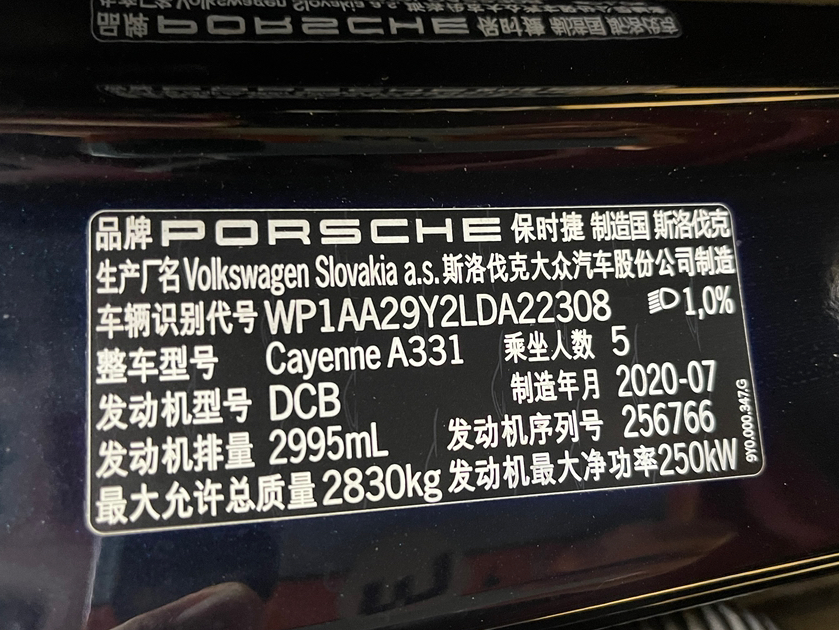 品牌 PORSCHE 保时捷 制造国 斯洛伐克
生产厂名 Volkswagen Slovakia a.s. 斯洛伐克大众汽车股份公司制造
车辆识别代号 WP1AA29Y2LDA22308 1,0%
整车型号 Cayenne A331 乘坐人数 5
发动机型号 DCB 制造年月 2020-07
发动机排量 2995mL 发动机序列号 256766
最大允许总质量 2830kg 发动机最大净功率 250kW
9Y0.000.347.G